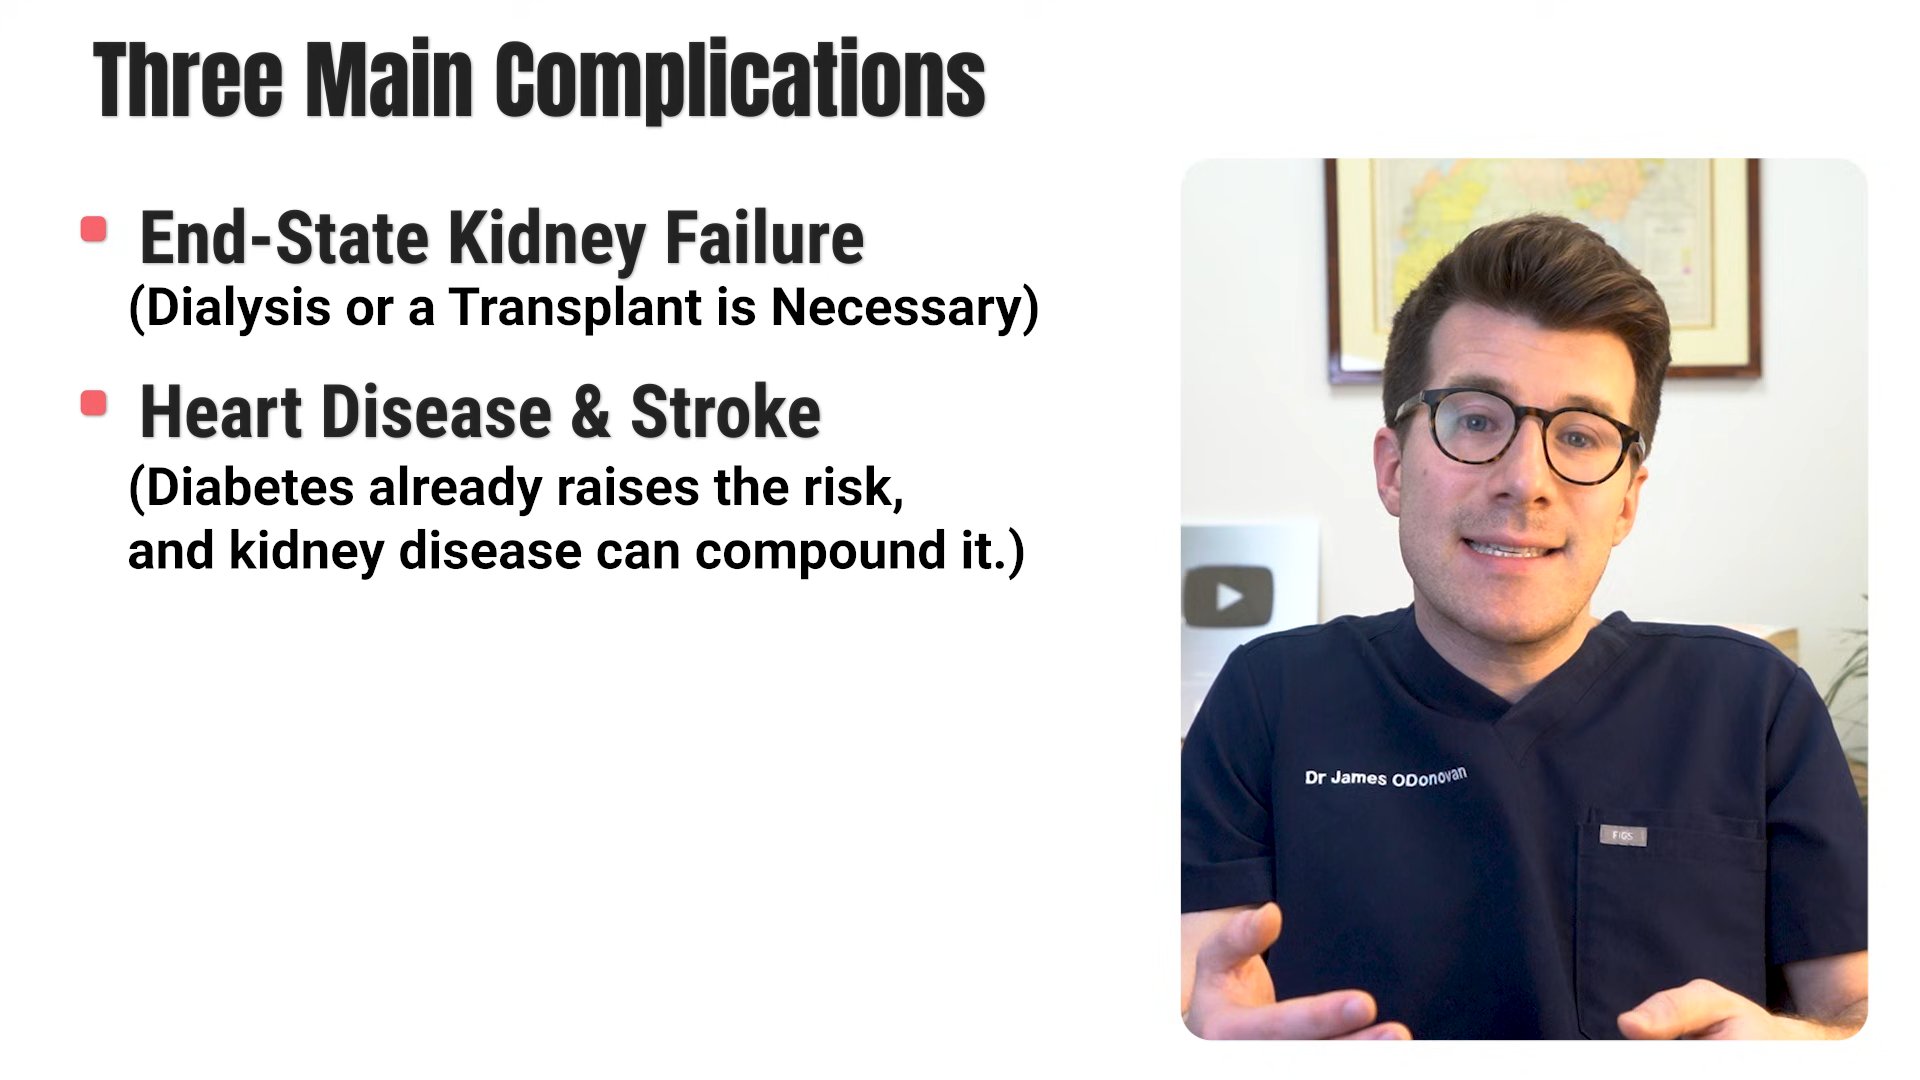 Three Main Complications
End-State Kidney Failure
(Dialysis or a Transplant is Necessary)
Heart Disease & Stroke
(Diabetes already raises the risk,
and kidney disease can compound it.)
Dr James ODonovan
FIGS